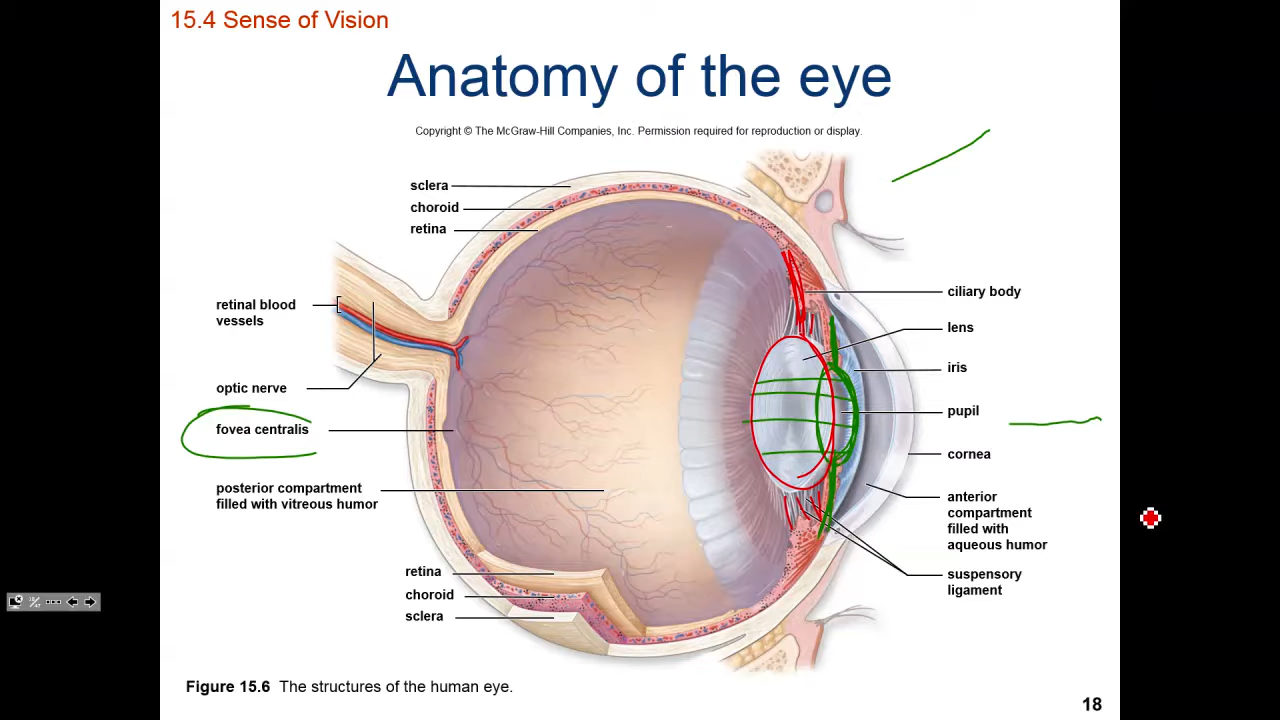 15.4 Sense of Vision
Anatomy of the eye
Copyright © The McGraw-Hill Companies, Inc. Permission required for reproduction or display.
sclera
choroid
retina
retinal blood
vessels
optic nerve
fovea centralis
posterior compartment
filled with vitreous humor
retina
choroid
sclera
ciliary body
lens
iris
pupil
cornea
anterior
compartment
filled with
aqueous humor
suspensory
ligament
Figure 15.6 The structures of the human eye.
18